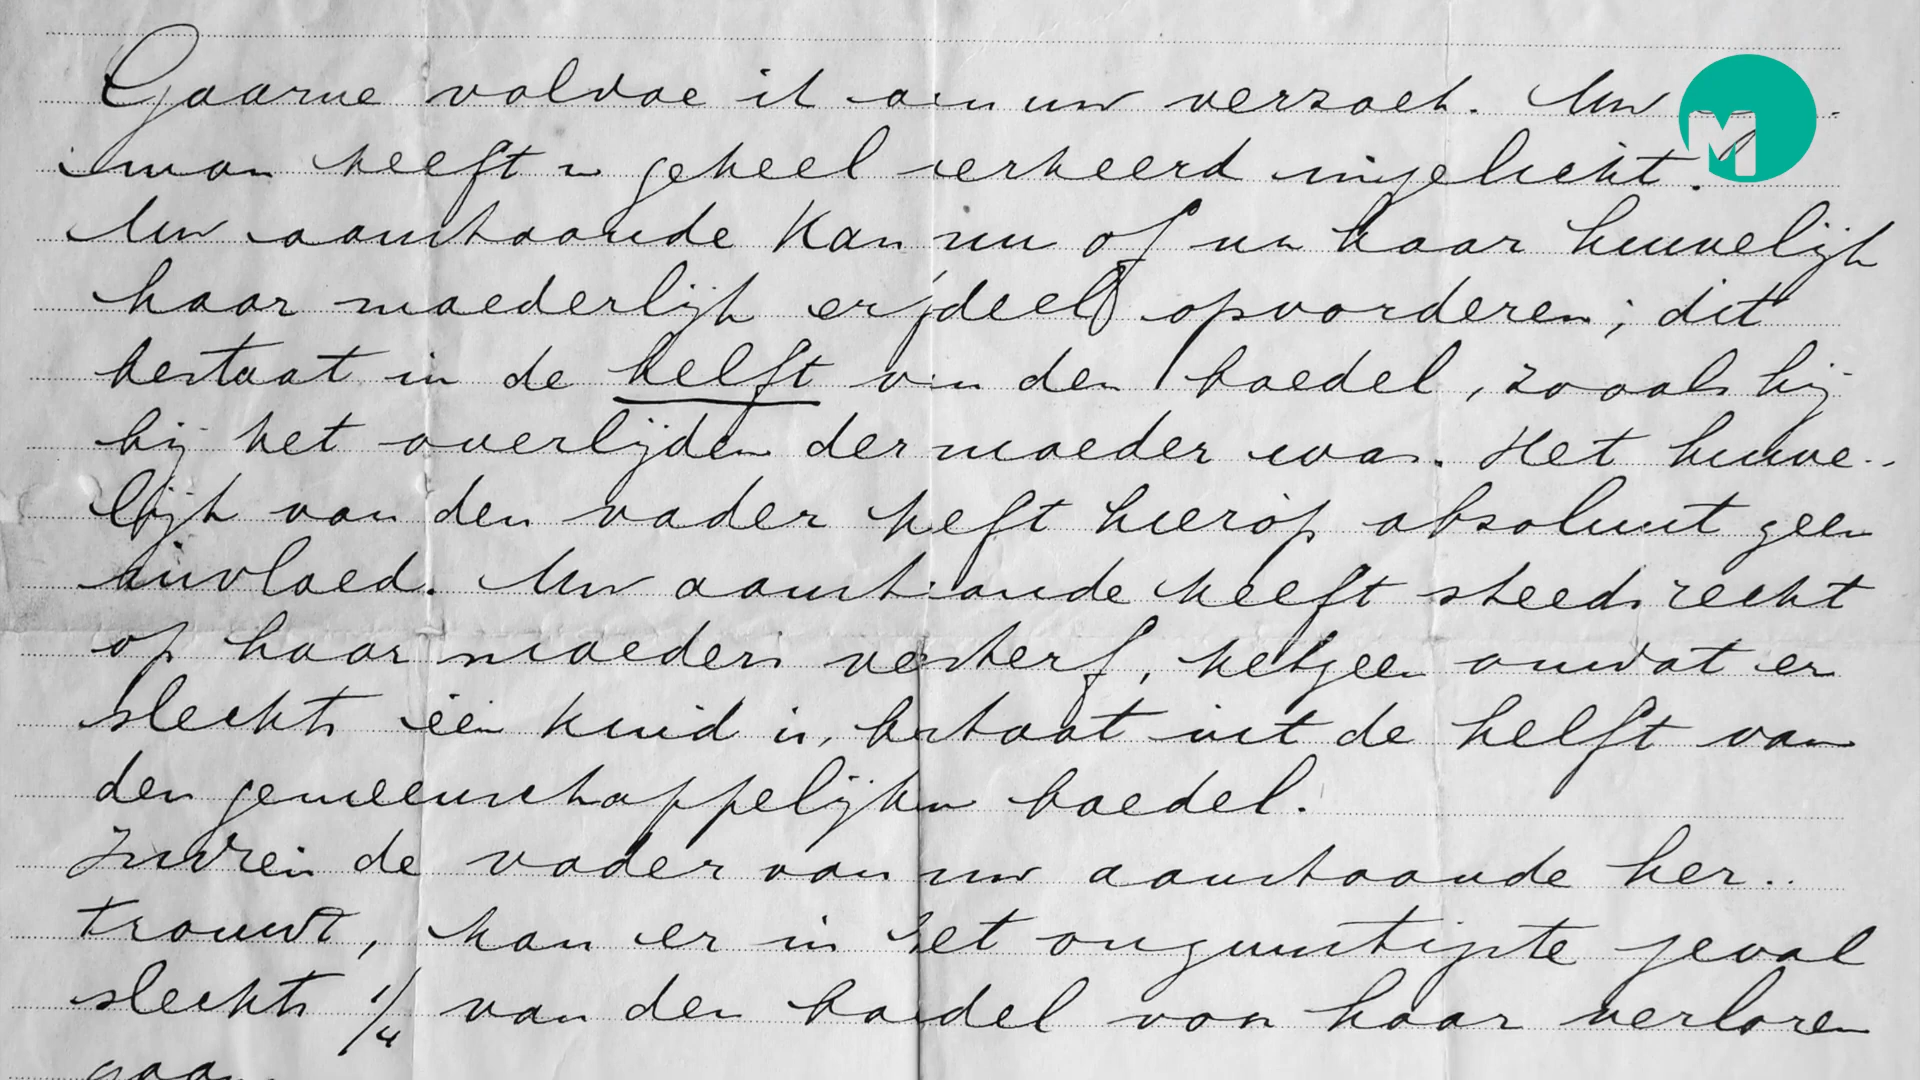 Gaarne voldoe ik aan uw verzoek. Uw
man heeft u geheel verkeerd ingelicht.
Uw aanstaande kan nu of na haar huwelijk
haar moederlijk erfdeel opvorderen; dit
bestaat in de helft van den boedel, zooals hij
bij het overlijden der moeder was. Het huwe-
lijk van den vader heft hierop absoluut geen
invloed. Uw aanstaande heeft steeds recht
op haar moeders versterf, hetgeen omdat er
slechts één kind is, bestaat uit de helft van
den gemeenschappelijken boedel.
Indien de vader van uw aanstaande her-
trouwt, kan er in het ongunstigste geval
slechts 1/4 van den boedel voor haar verloren
gaan
M